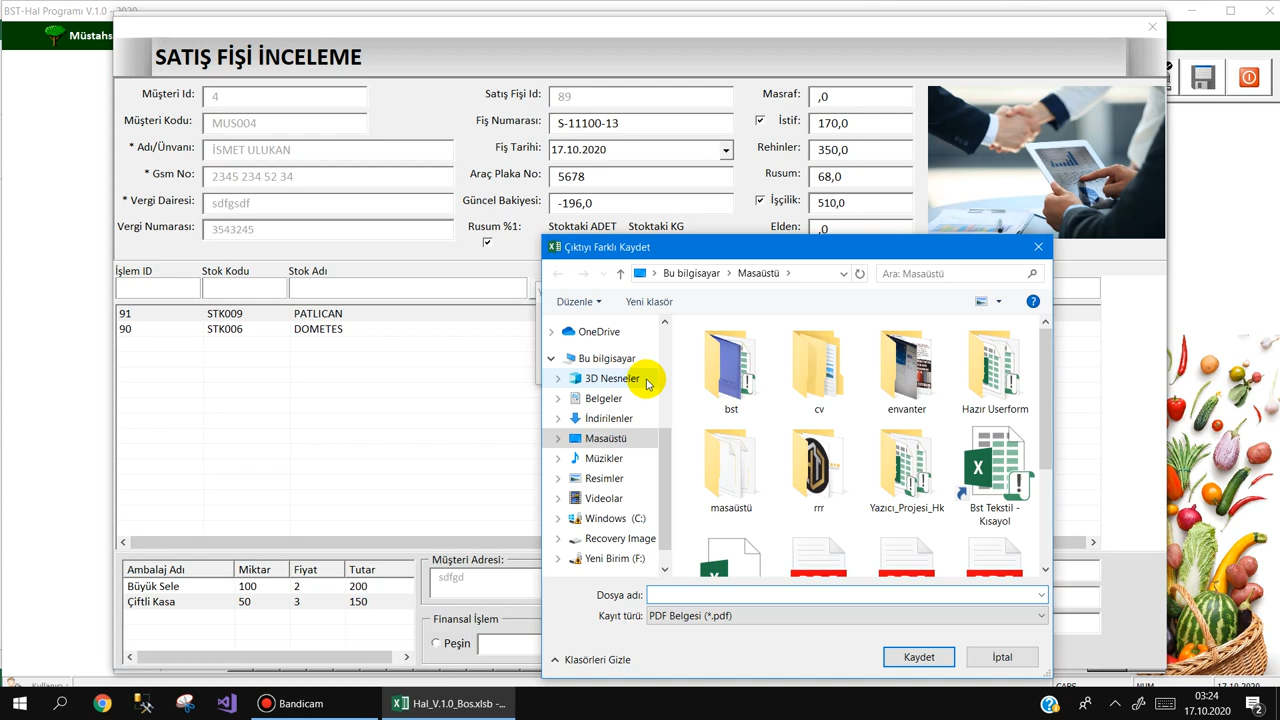 BST-Hal Programı V.1.0 - 2020
Müstahs
SATIŞ FİŞİ İNCELEME
Müşteri Id: 4
Satış Fişi Id: 89
Masraf: ,0
Müşteri Kodu: MUS004
Fiş Numarası: S-11100-13
İstif: 170,0
* Adı/Ünvanı: İSMET ULUKAN
Fiş Tarihi: 17.10.2020
Rehinler: 350,0
* Gsm No: 2345 234 52 34
Araç Plaka No: 5678
Rusum: 68,0
* Vergi Dairesi: sdfgsdf
Güncel Bakiyesi: -196,0
İşçilik: 510,0
Vergi Numarası: 3543245
Rusum %1: Stoktaki ADET Stoktaki KG
Elden: ,0
İşlem ID Stok Kodu Stok Adı
91 STK009 PATLICAN
90 STK006 DOMETES
Ambalaj Adı Miktar Fiyat Tutar
Büyük Sele 100 2 200
Çiftli Kasa 50 3 150
Müşteri Adresi:
sdfgd
Finansal İşlem
Peşin
Çıktıyı Farklı Kaydet
Bu bilgisayar Masaüstü
Ara: Masaüstü
Düzenle Yeni klasör
OneDrive
Bu bilgisayar
3D Nesneler
Belgeler
İndirilenler
Masaüstü
Müzikler
Resimler
Videolar
Windows (C:)
Recovery Image
Yeni Birim (F:)
bst cv envanter Hazır Userform
masaüstü rrr Yazıcı_Projesi_Hk Bst Tekstil -
Kısayol
Dosya adı:
Kayıt türü: PDF Belgesi (*.pdf)
Klasörleri Gizle
Kaydet İptal
17.10.2020
Bandicam
Hal_V.1.0_Bos.xlsb -...
03:24
17.10.2020
2